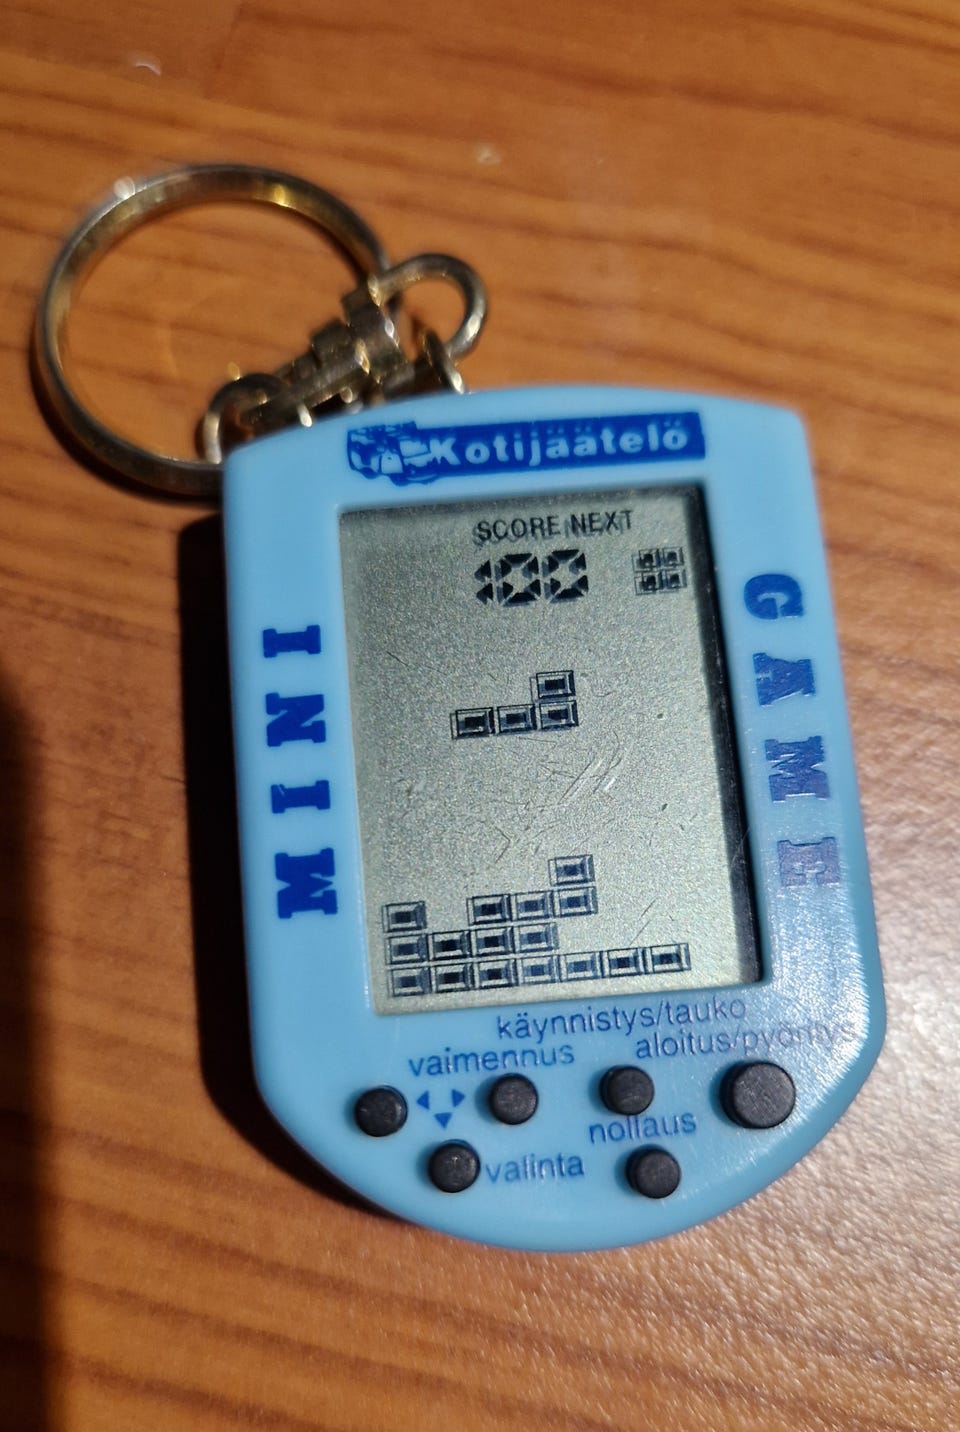 Kotijäätelö
SCORE NEXT
100
MINI
GAME
käynnistys/tauko
vaimennus
aloitus/pyöritys
nollaus
valinta